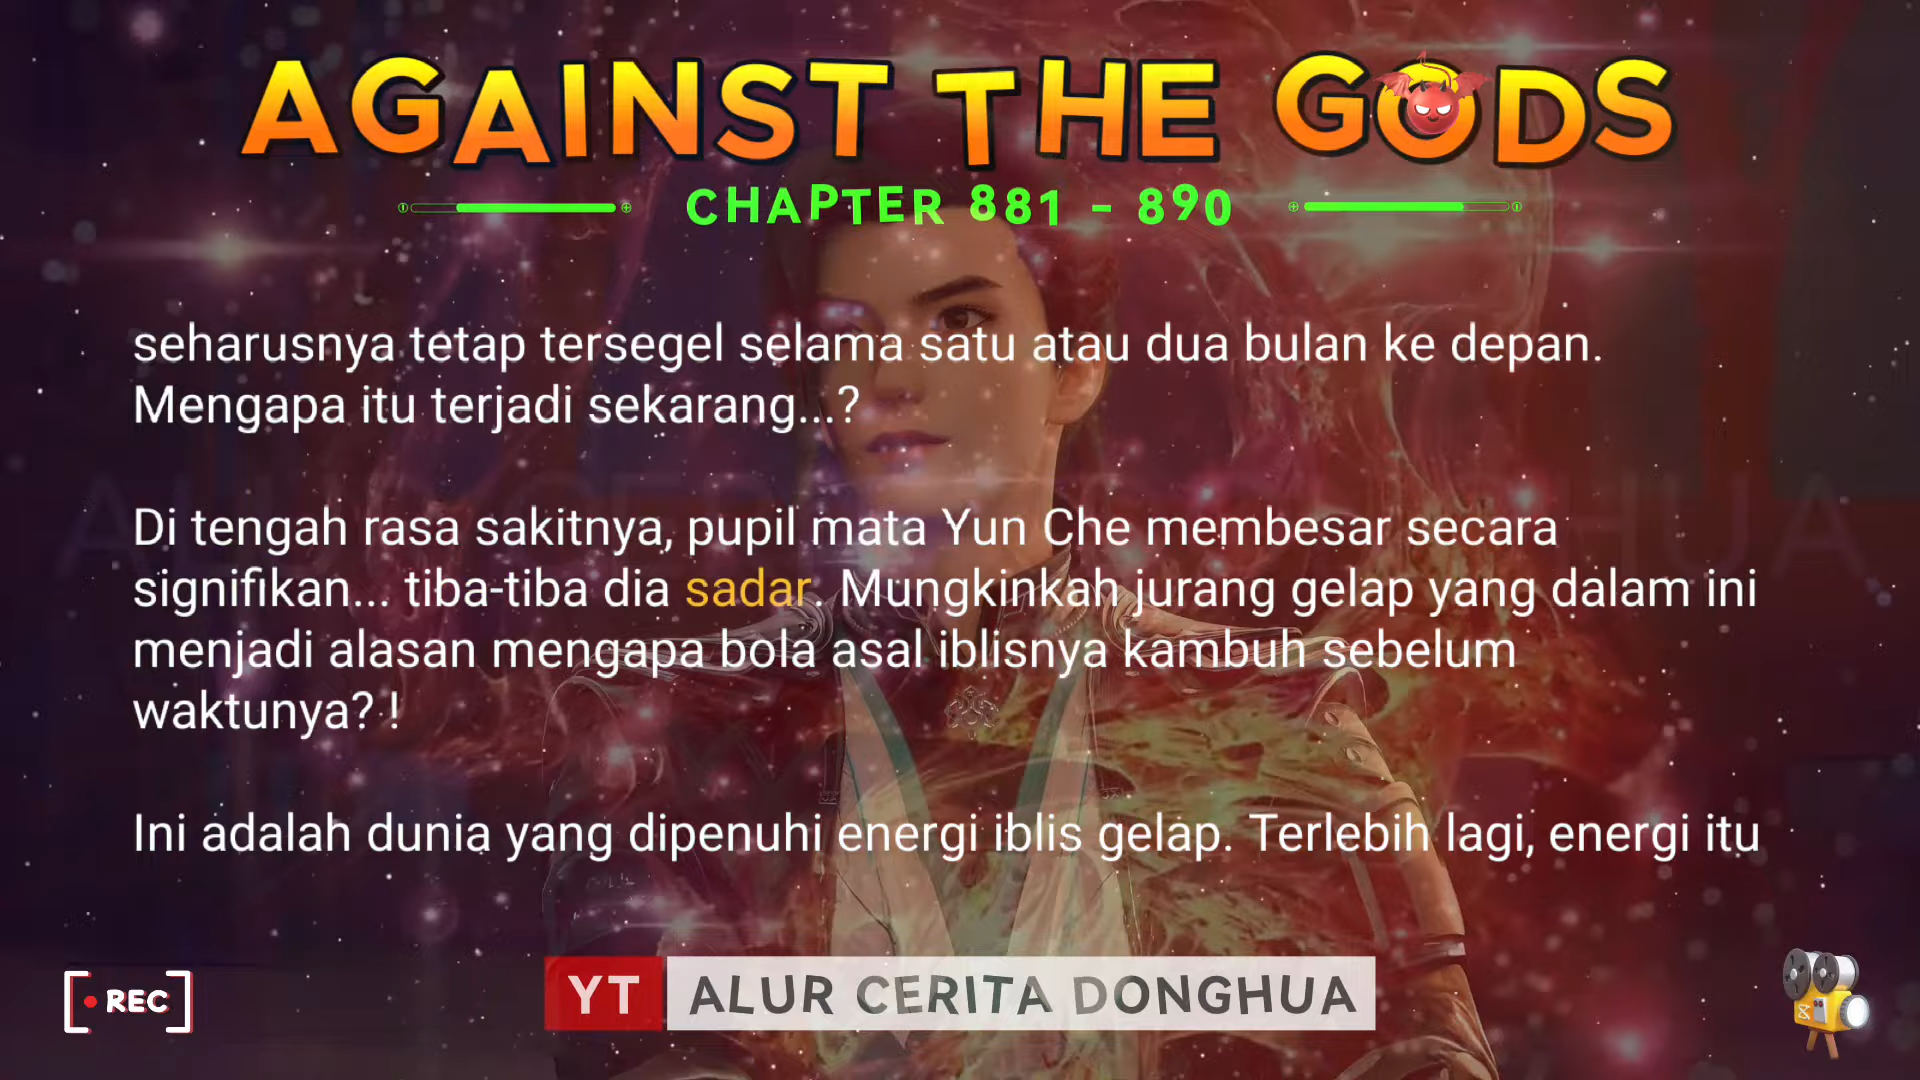 AGAINST THE GODS
CHAPTER 881 - 890
seharusnya tetap tersegel selama satu atau dua bulan ke depan.
Mengapa itu terjadi sekarang...?
Di tengah rasa sakitnya, pupil mata Yun Che membesar secara
signifikan... tiba-tiba dia sadar. Mungkinkah jurang gelap yang dalam ini
menjadi alasan mengapa bola asal iblisnya kambuh sebelum
waktunya? !
Ini adalah dunia yang dipenuhi energi iblis gelap. Terlebih lagi, energi itu
ALUR CERITA DONGHUA
REC
YT ALUR CERITA DONGHUA